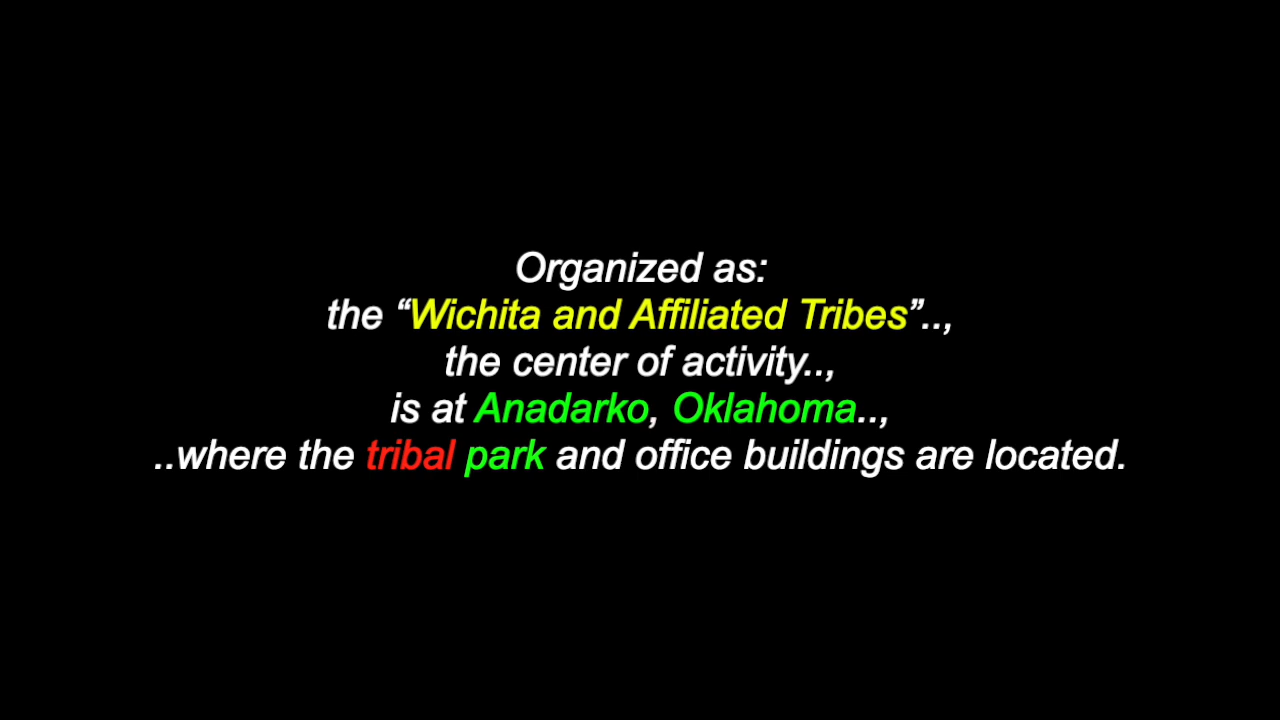 Organized as:
the “Wichita and Affiliated Tribes”..,
the center of activity..,
is at Anadarko, Oklahoma..,
..where the tribal park and office buildings are located.